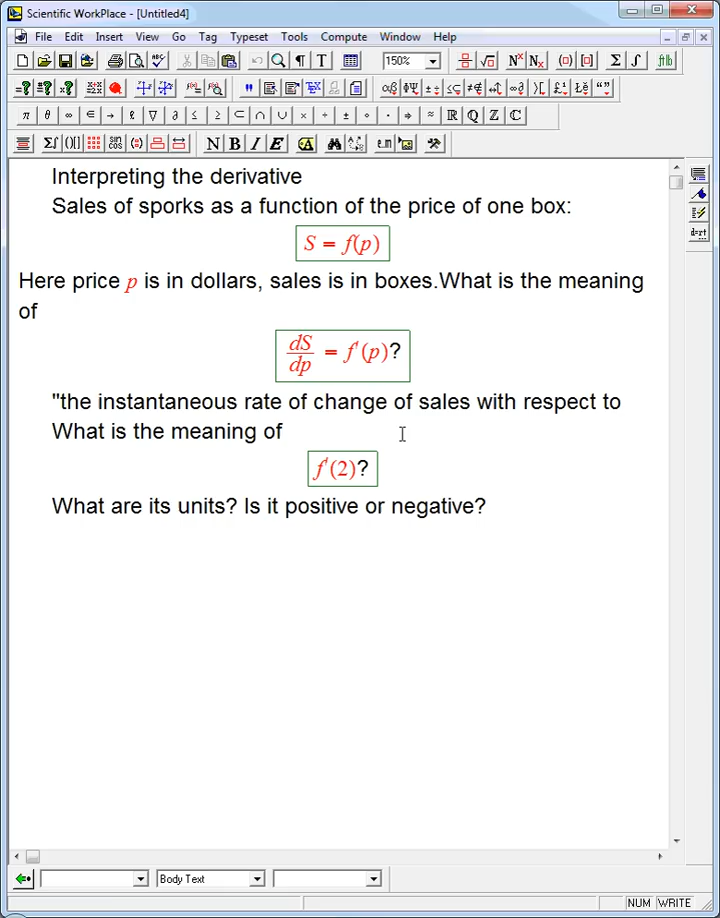 Scientific WorkPlace - [Untitled4]
File Edit Insert View Go Tag Typeset Tools Compute Window Help
150%
N B I E
Interpreting the derivative
Sales of sporks as a function of the price of one box:
S = f(p)
Here price p is in dollars, sales is in boxes.What is the meaning
of
dS/dp = f'(p)?
"the instantaneous rate of change of sales with respect to
What is the meaning of
f'(2)?
What are its units? Is it positive or negative?
Body Text
NUM WRITE